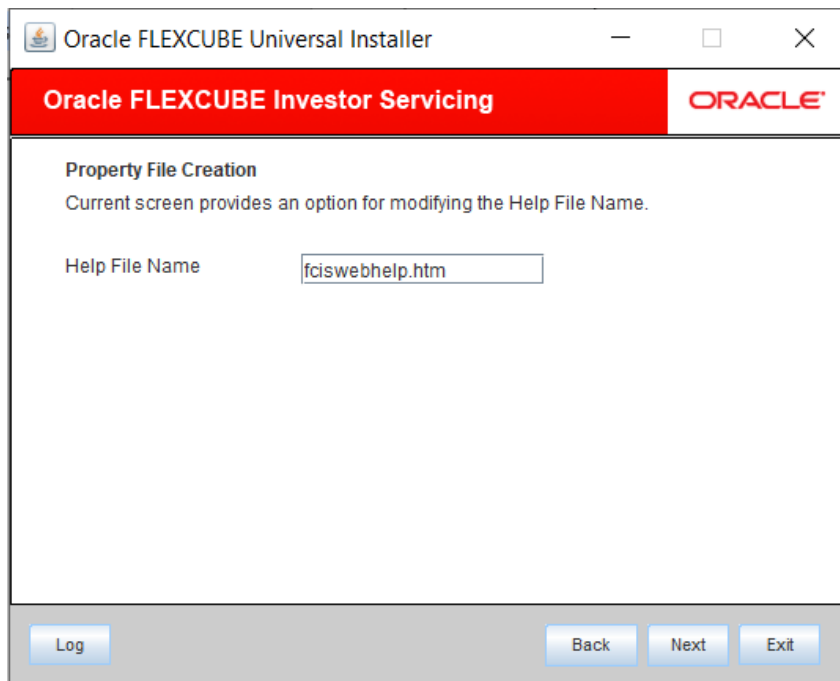 Oracle FLEXCUBE Universal Installer
Oracle FLEXCUBE Investor Servicing
ORACLE
Property File Creation
Current screen provides an option for modifying the Help File Name.
Help File Name
fciswebhelp.htm
Log
Back
Next
Exit